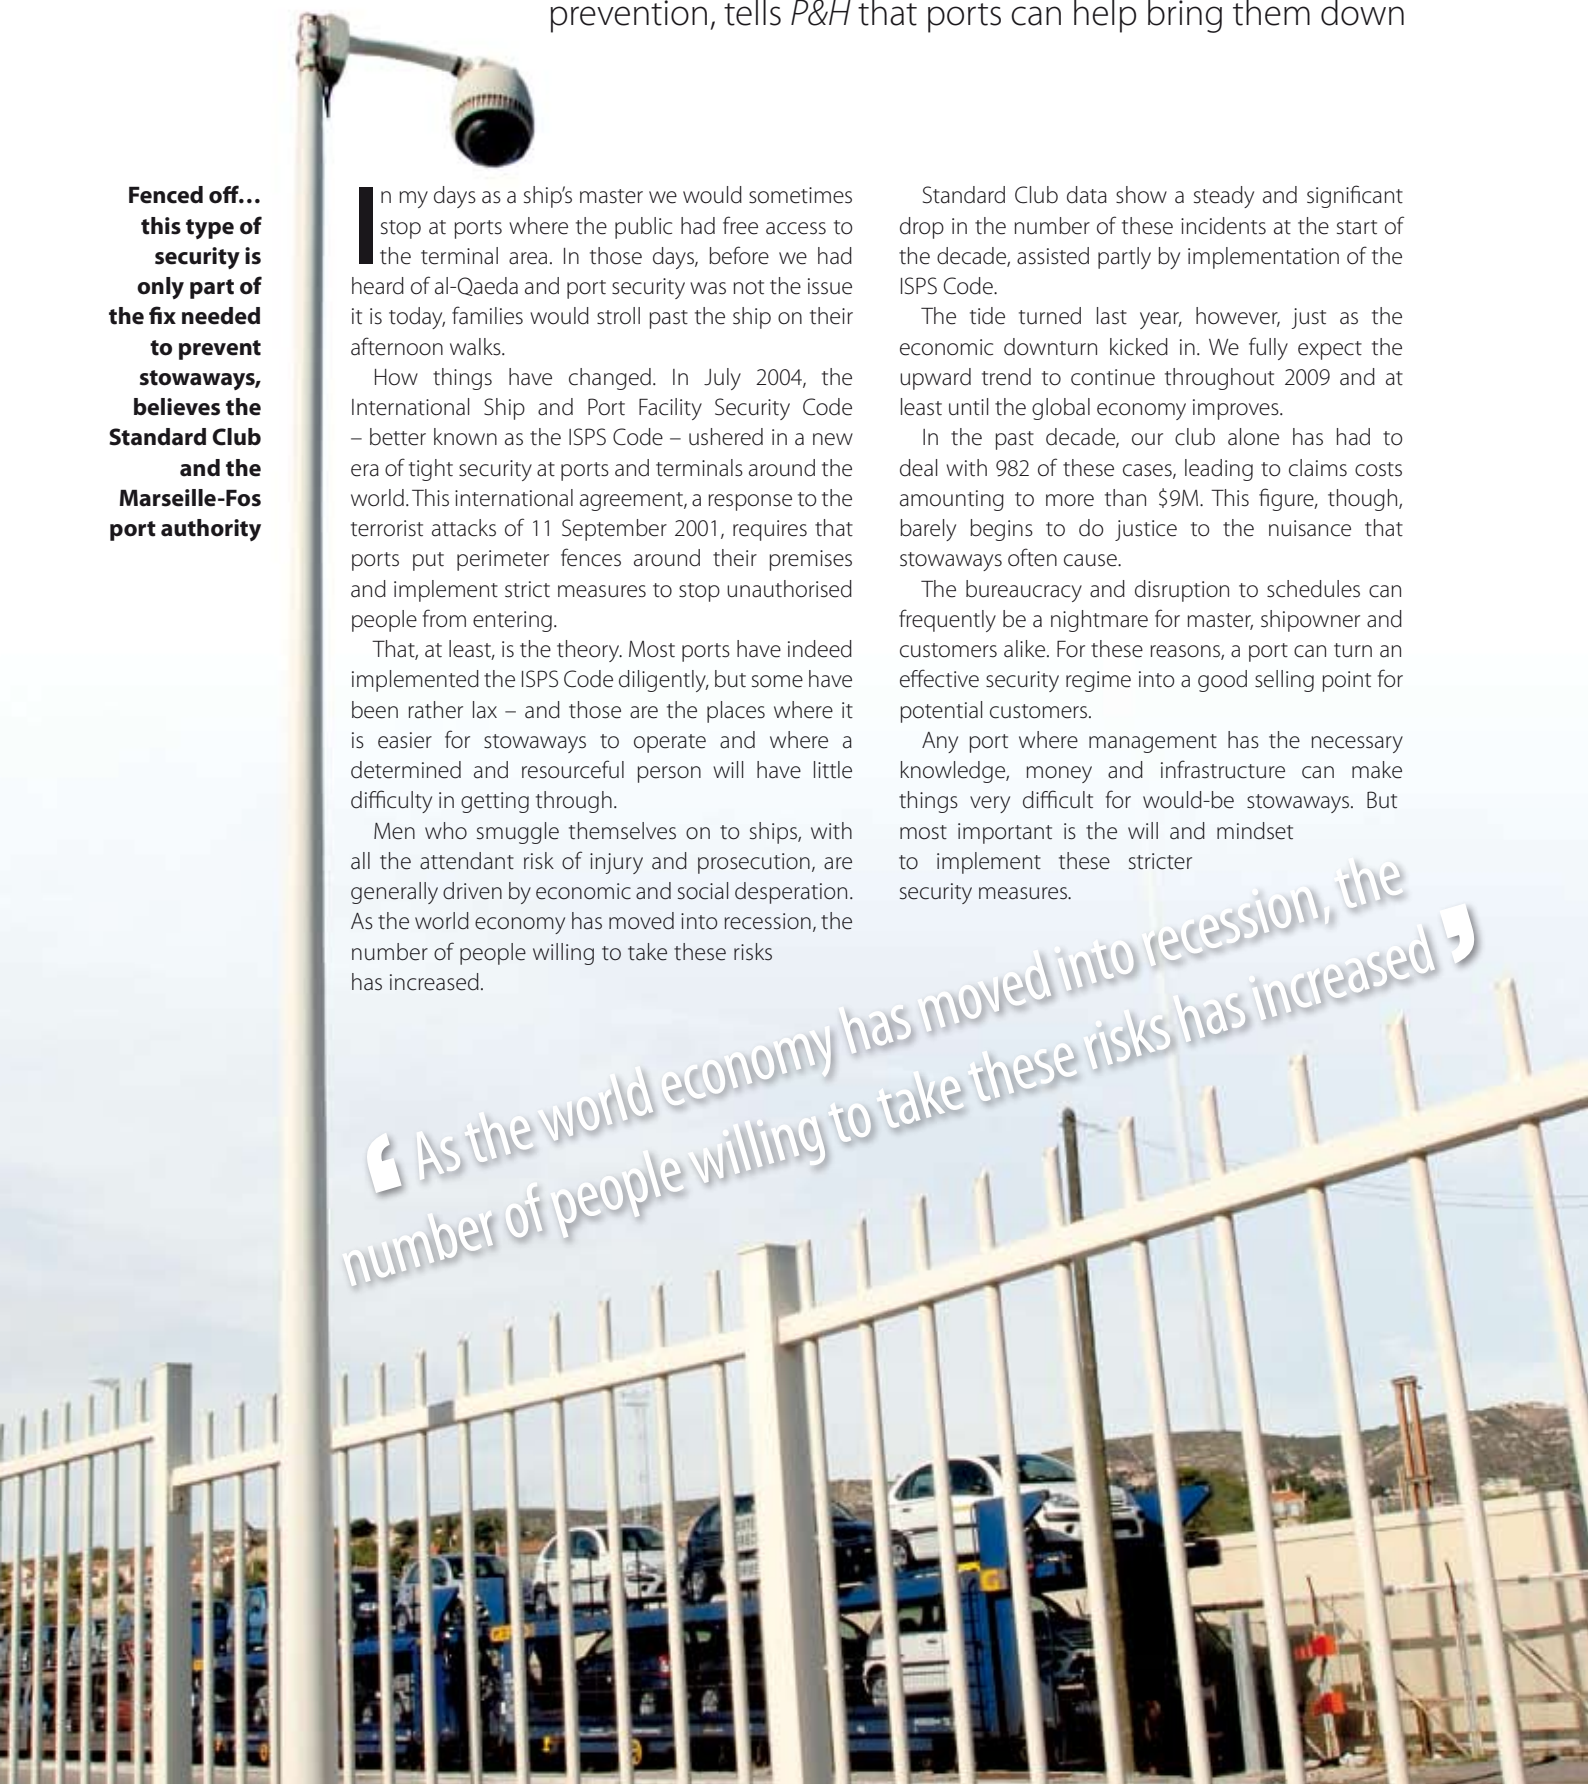 prevention, tells P&H that ports can help bring them down
Fenced off…
this type of
security is
only part of
the fix needed
to prevent
stowaways,
believes the
Standard Club
and the
Marseille-Fos
port authority
In my days as a ship’s master we would sometimes
stop at ports where the public had free access to
the terminal area. In those days, before we had
heard of al-Qaeda and port security was not the issue
it is today, families would stroll past the ship on their
afternoon walks.
How things have changed. In July 2004, the
International Ship and Port Facility Security Code
– better known as the ISPS Code – ushered in a new
era of tight security at ports and terminals around the
world. This international agreement, a response to the
terrorist attacks of 11 September 2001, requires that
ports put perimeter fences around their premises
and implement strict measures to stop unauthorised
people from entering.
That, at least, is the theory. Most ports have indeed
implemented the ISPS Code diligently, but some have
been rather lax – and those are the places where it
is easier for stowaways to operate and where a
determined and resourceful person will have little
difficulty in getting through.
Men who smuggle themselves on to ships, with
all the attendant risk of injury and prosecution, are
generally driven by economic and social desperation.
As the world economy has moved into recession, the
number of people willing to take these risks
has increased.
Standard Club data show a steady and significant
drop in the number of these incidents at the start of
the decade, assisted partly by implementation of the
ISPS Code.
The tide turned last year, however, just as the
economic downturn kicked in. We fully expect the
upward trend to continue throughout 2009 and at
least until the global economy improves.
In the past decade, our club alone has had to
deal with 982 of these cases, leading to claims costs
amounting to more than $9M. This figure, though,
barely begins to do justice to the nuisance that
stowaways often cause.
The bureaucracy and disruption to schedules can
frequently be a nightmare for master, shipowner and
customers alike. For these reasons, a port can turn an
effective security regime into a good selling point for
potential customers.
Any port where management has the necessary
knowledge, money and infrastructure can make
things very difficult for would-be stowaways. But
most important is the will and mindset
to implement these stricter
security measures.
‘ As the world economy has moved into recession, the
number of people willing to take these risks has increased ’